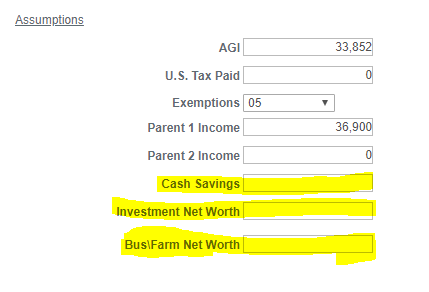 Assumptions
AGI 33,852
U.S. Tax Paid 0
Exemptions 05
Parent 1 Income 36,900
Parent 2 Income 0
Cash Savings
Investment Net Worth
Bus\Farm Net Worth